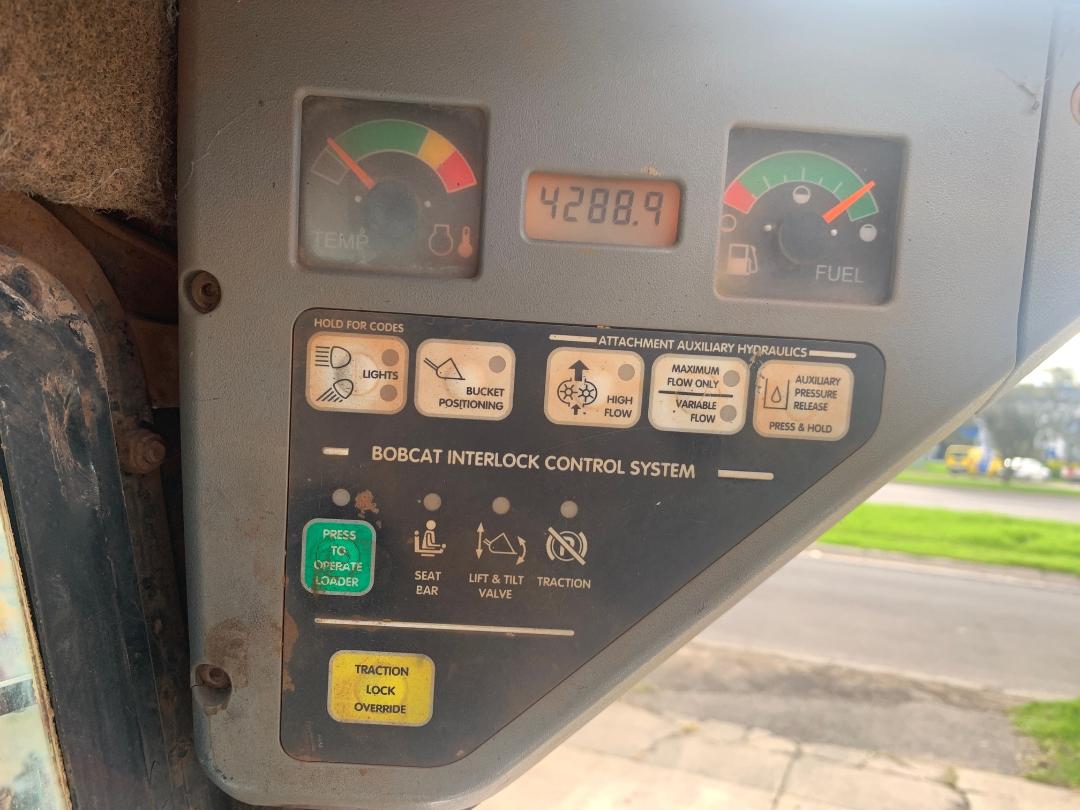 TEMP
4288.9
FUEL
HOLD FOR CODES
ATTACHMENT AUXILIARY HYDRAULICS
LIGHTS
BUCKET
POSITIONING
HIGH
FLOW
MAXIMUM
FLOW ONLY
VARIABLE
FLOW
AUXILIARY
PRESSURE
RELEASE
PRESS & HOLD
BOBCAT INTERLOCK CONTROL SYSTEM
PRESS
TO
OPERATE
LOADER
SEAT
BAR
LIFT & TILT
VALVE
TRACTION
TRACTION
LOCK
OVERRIDE